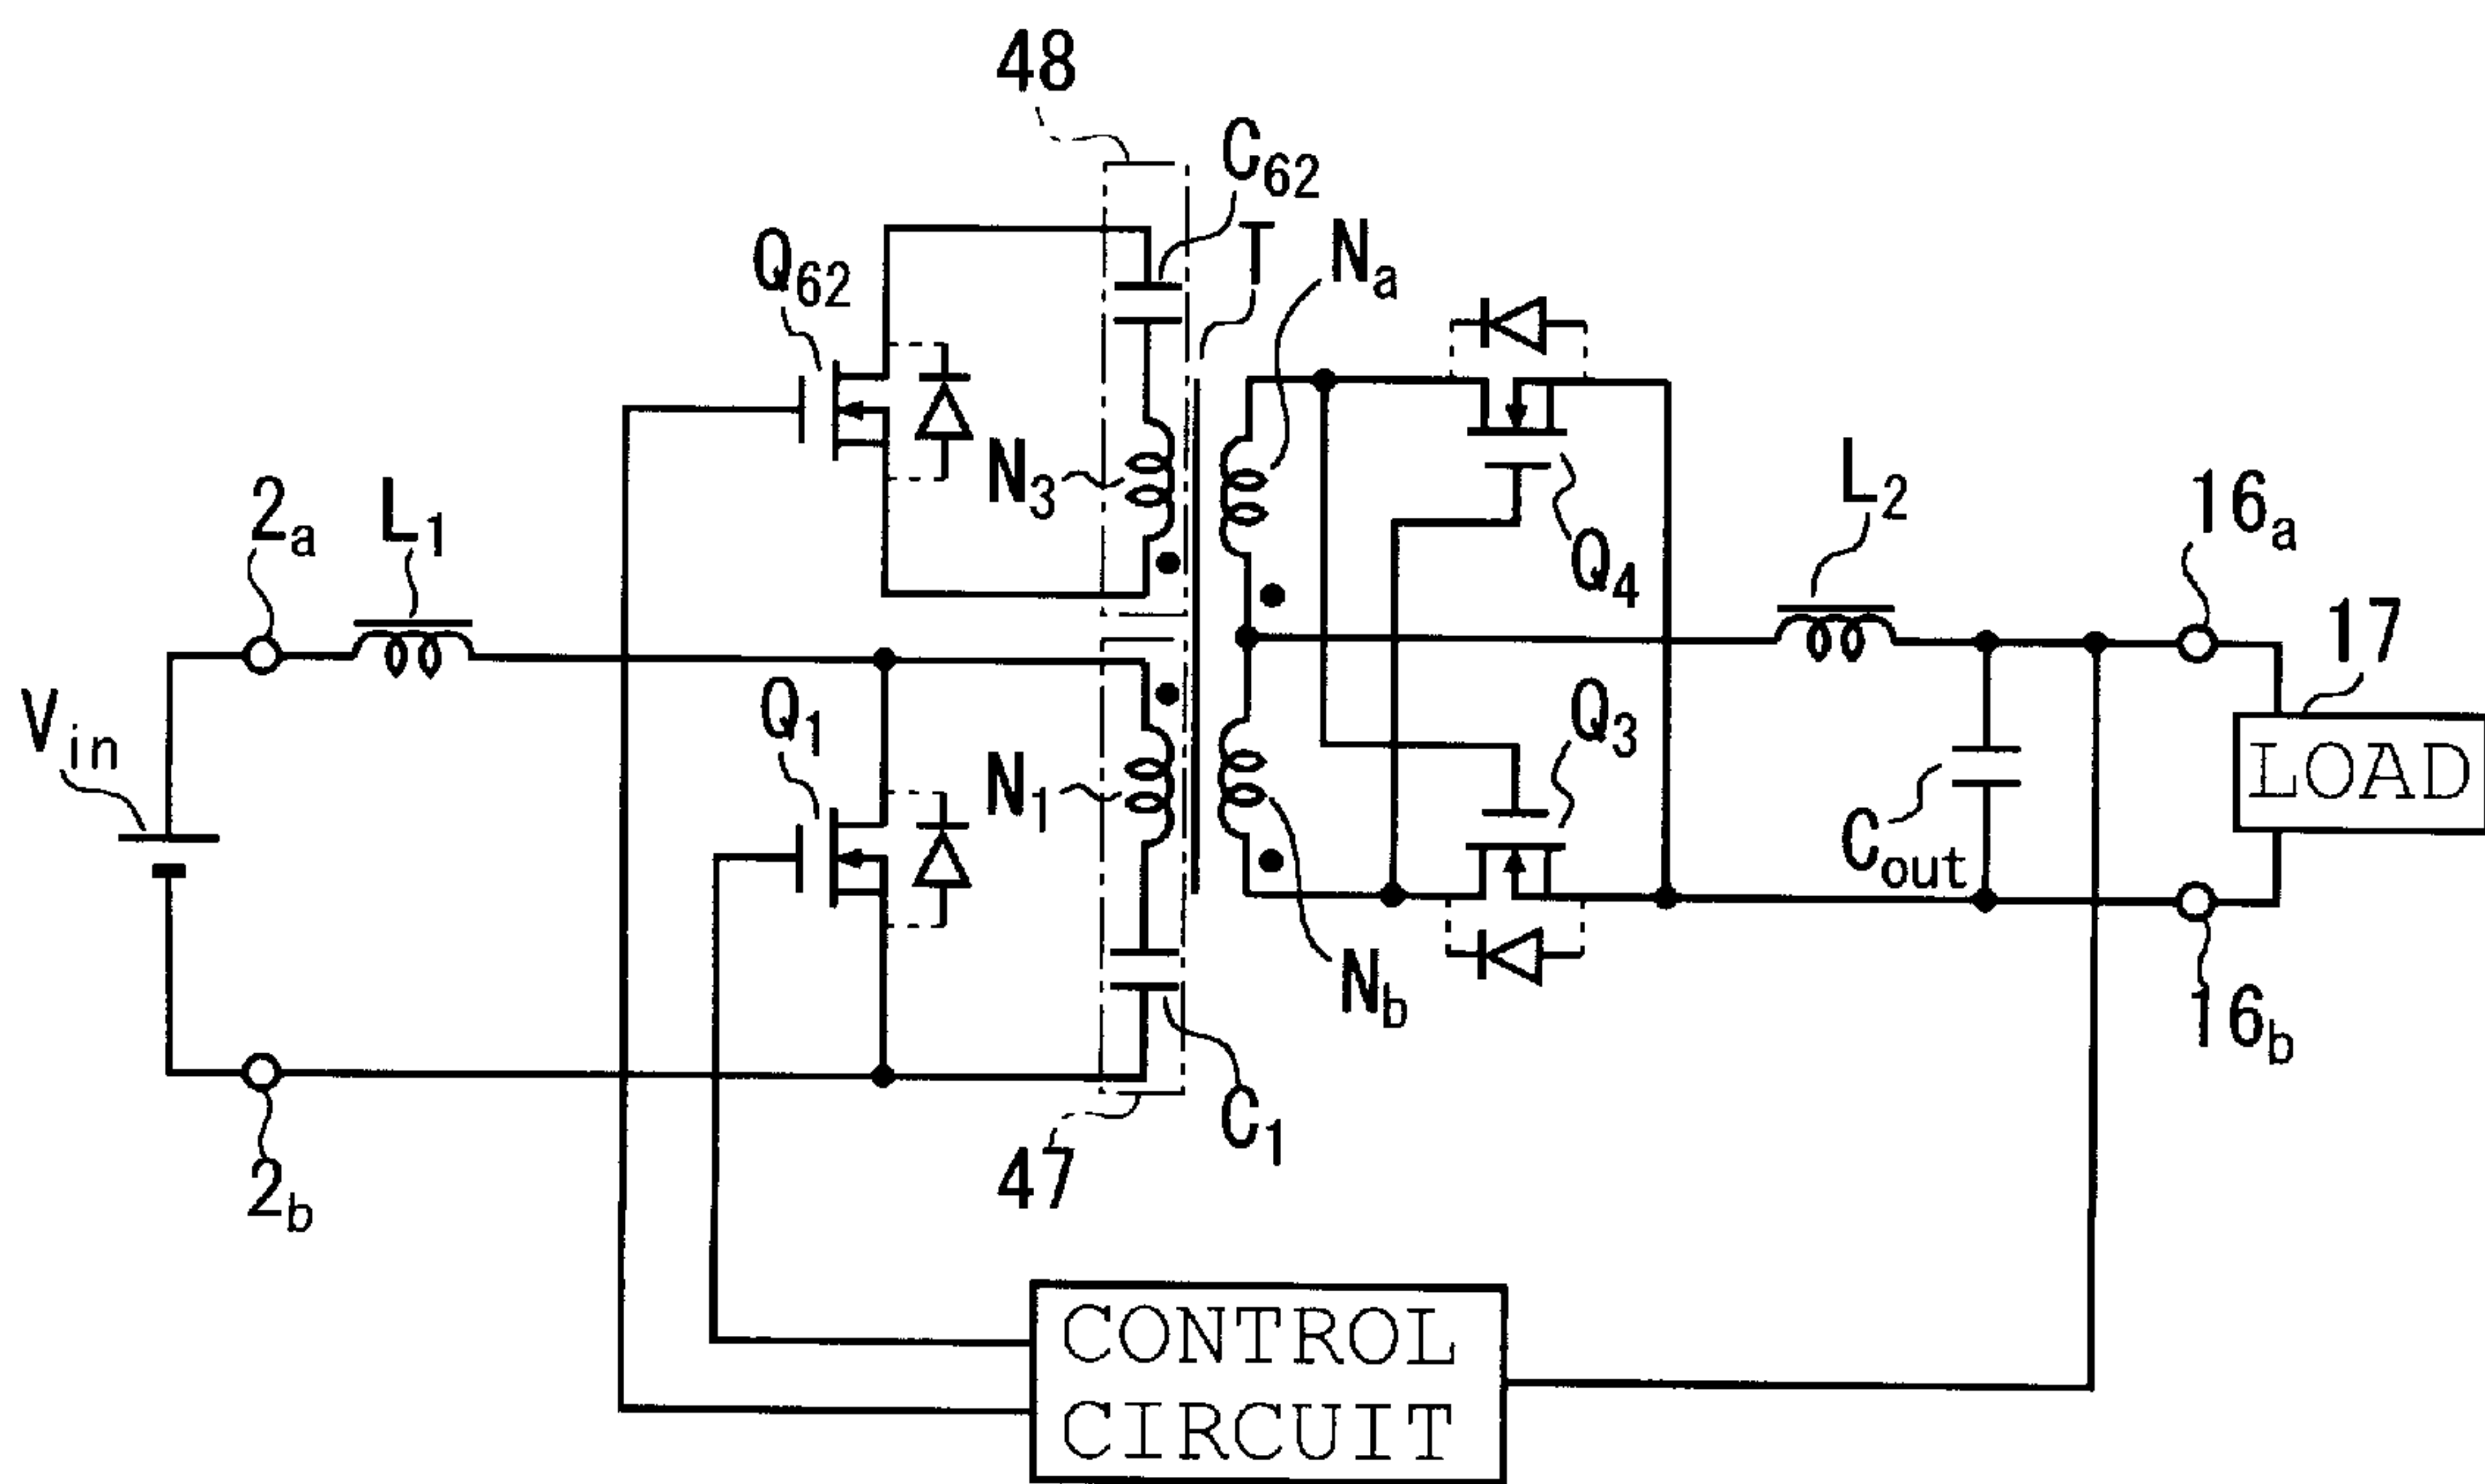 48
C62
T
Na
Q62
N3
2a
L1
Q4
L2
16a
17
Vin
Q1
N1
Q3
LOAD
Cout
Nb
16b
C1
2b
47
CONTROL
CIRCUIT